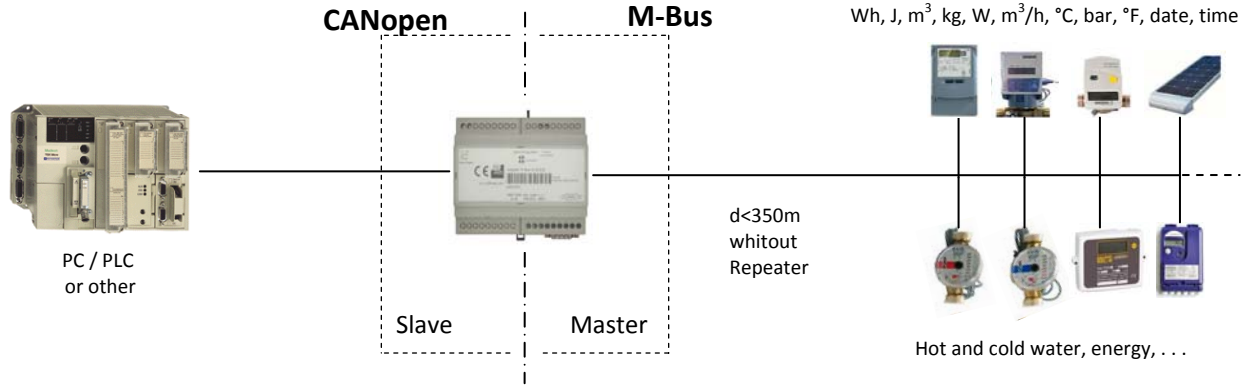 CANopen
M-Bus
Wh, J, m³, kg, W, m³/h, °C, bar, °F, date, time
PC / PLC
or other
Slave
Master
d<350m
whitout
Repeater
Hot and cold water, energy, . . .
CE